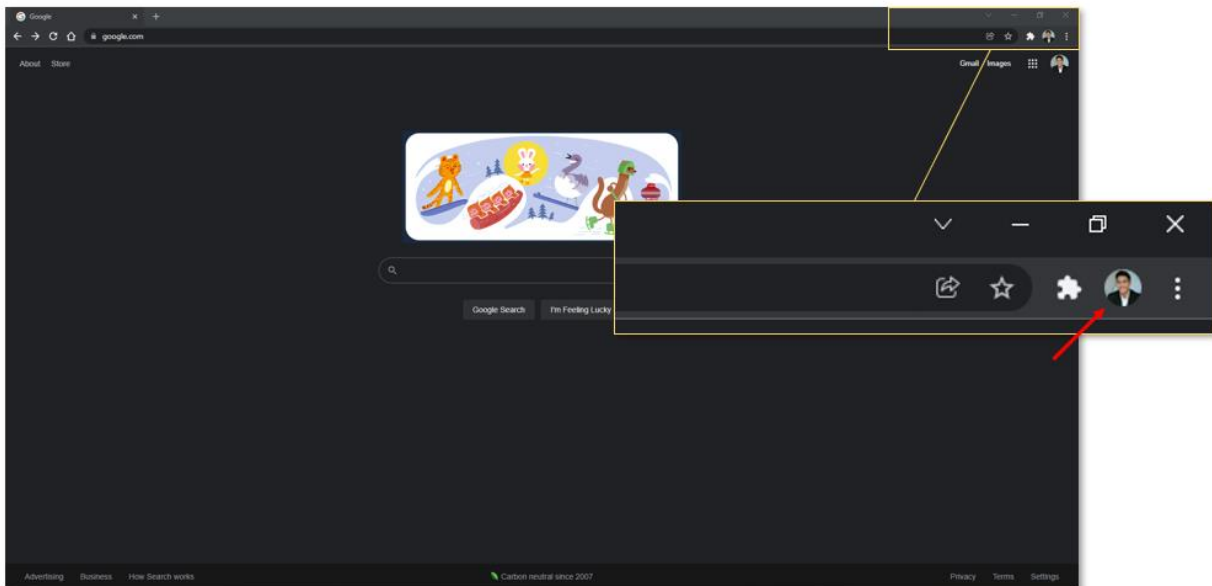 Google
google.com
About Store
Gmail Images
Google Search I'm Feeling Lucky
Advertising Business How Search works
Carbon neutral since 2007
Privacy Terms Settings